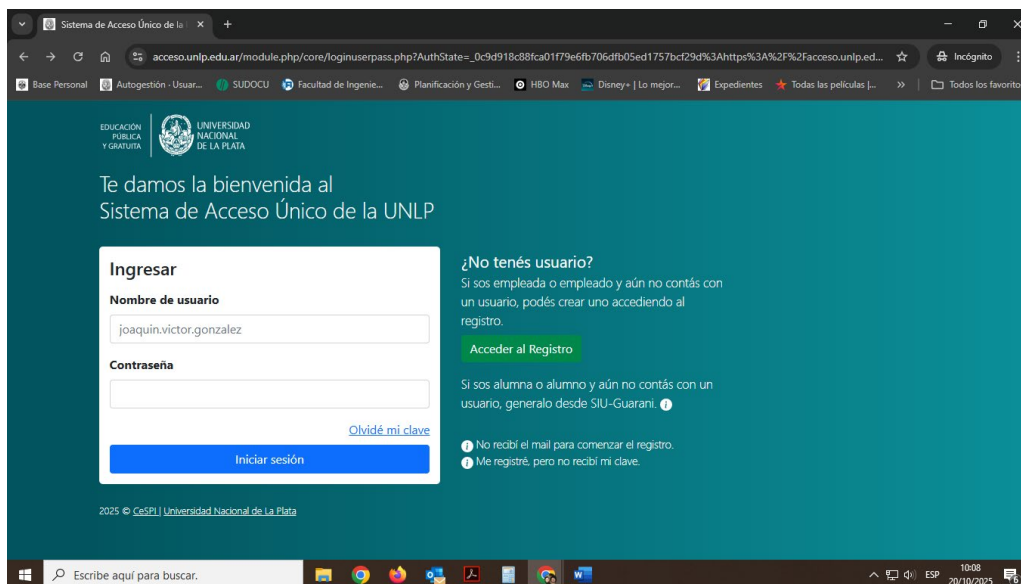 Sistema de Acceso Único de la
acceso.unlp.edu.ar/module.php/core/loginuserpass.php?AuthState=_0c9d918c88fca01f79e6fb706dfb05ed1757bcf29d%3Ahttps%3A%2F%2Facceso.unlp.ed...
Incógnito
Base Personal
Autogestión - Usuar...
SUDOCU
Facultad de Ingenie...
Planificación y Gesti...
HBO Max
Disney+ | Lo mejor...
Expedientes
Todas las películas |...
»
Todos los favorito
EDUCACIÓN
PÚBLICA
Y GRATUITA
UNIVERSIDAD
NACIONAL
DE LA PLATA
Te damos la bienvenida al
Sistema de Acceso Único de la UNLP
Ingresar
Nombre de usuario
joaquin.victor.gonzalez
Contraseña
Olvidé mi clave
Iniciar sesión
¿No tenés usuario?
Si sos empleada o empleado y aún no contás con
un usuario, podés crear uno accediendo al
registro.
Acceder al Registro
Si sos alumna o alumno y aún no contás con un
usuario, generalo desde SIU-Guarani.
No recibí el mail para comenzar el registro.
Me registré, pero no recibí mi clave.
2025 © CeSPI | Universidad Nacional de La Plata
Escribe aquí para buscar.
ESP
10:08
20/10/2025